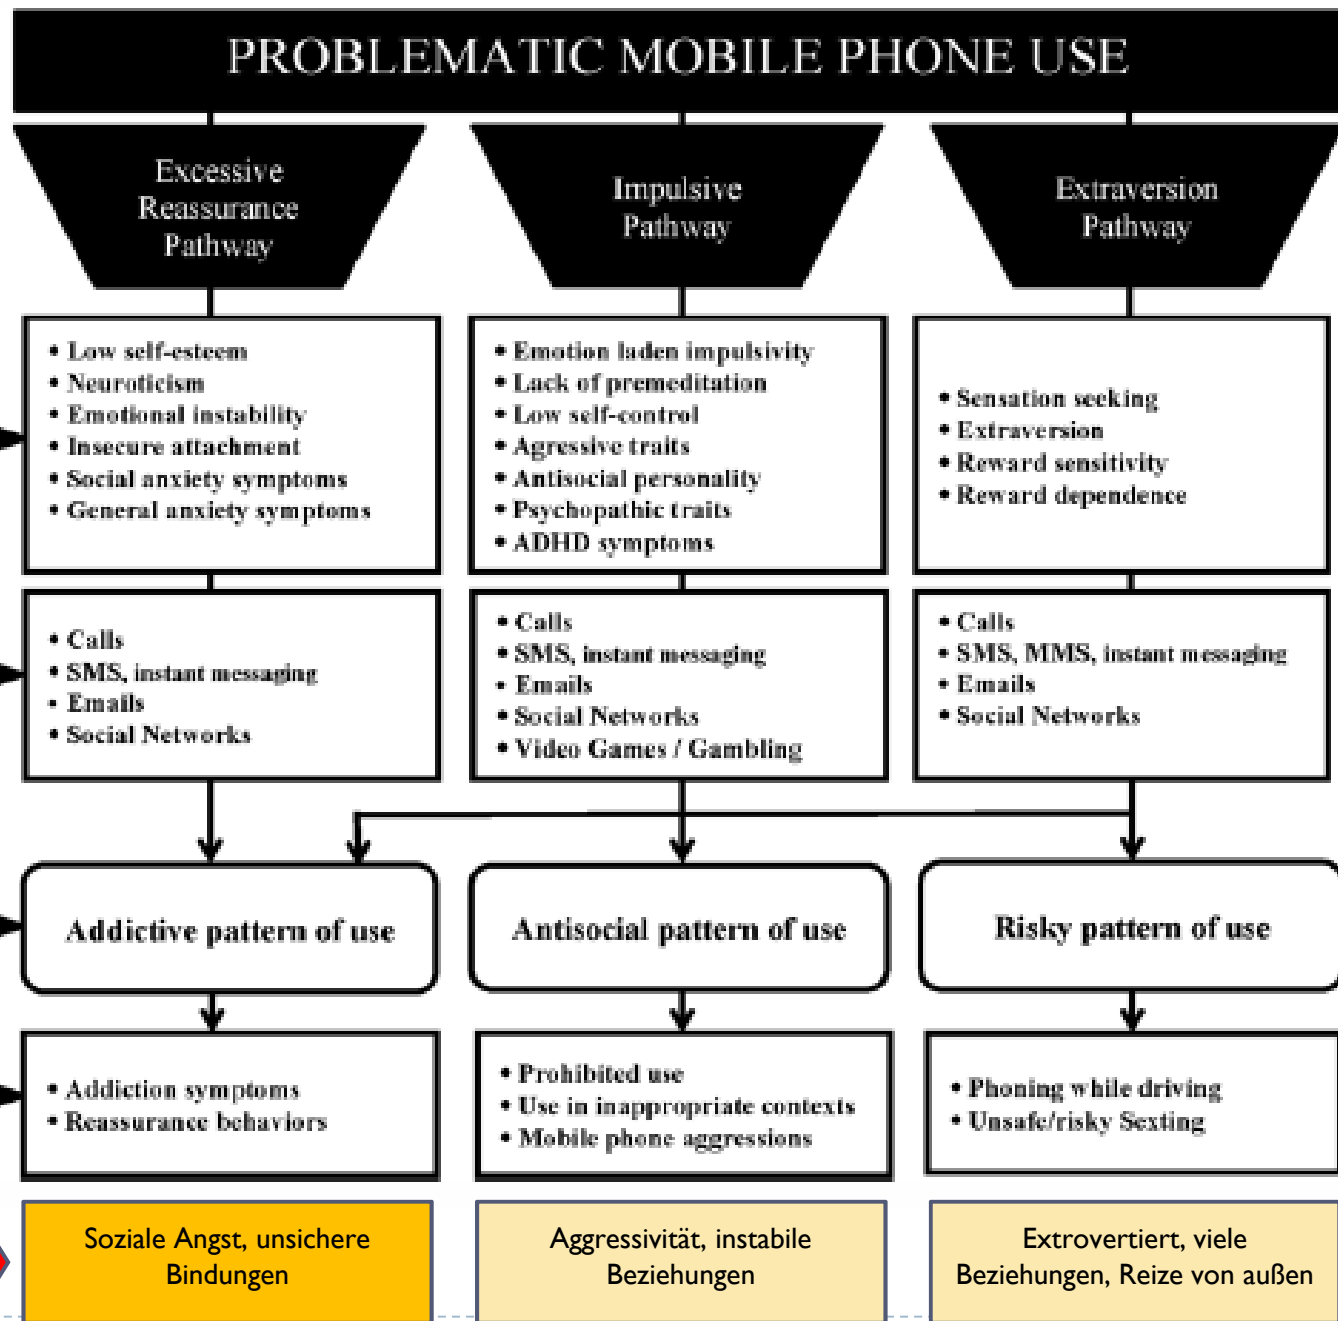 PROBLEMATIC MOBILE PHONE USE
Excessive
Reassurance
Pathway
Impulsive
Pathway
Extraversion
Pathway
• Low self-esteem
• Neuroticism
• Emotional instability
• Insecure attachment
• Social anxiety symptoms
• General anxiety symptoms
• Emotion laden impulsivity
• Lack of premeditation
• Low self-control
• Agressive traits
• Antisocial personality
• Psychopathic traits
• ADHD symptoms
• Sensation seeking
• Extraversion
• Reward sensitivity
• Reward dependence
• Calls
• SMS, instant messaging
• Emails
• Social Networks
• Calls
• SMS, instant messaging
• Emails
• Social Networks
• Video Games / Gambling
• Calls
• SMS, MMS, instant messaging
• Emails
• Social Networks
Addictive pattern of use
Antisocial pattern of use
Risky pattern of use
• Addiction symptoms
• Reassurance behaviors
• Prohibited use
• Use in inappropriate contexts
• Mobile phone aggressions
• Phoning while driving
• Unsafe/risky Sexting
Soziale Angst, unsichere
Bindungen
Aggressivität, instabile
Beziehungen
Extrovertiert, viele
Beziehungen, Reize von außen